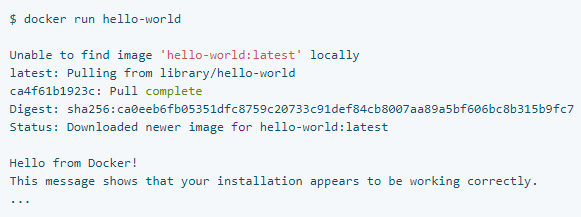 $ docker run hello-world
Unable to find image 'hello-world:latest' locally
latest: Pulling from library/hello-world
ca4f61b1923c: Pull complete
Digest: sha256:ca0eeb6fb05351dfc8759c20733c91def84cb8007aa89a5bf606bc8b315b9fc7
Status: Downloaded newer image for hello-world:latest
Hello from Docker!
This message shows that your installation appears to be working correctly.
...